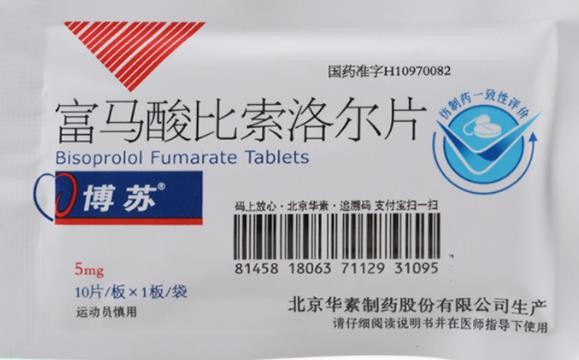 国药准字H10970082
仿制药一致性评价
富马酸比索洛尔片
Bisoprolol Fumarate Tablets
博苏®
码上放心·北京华素·追溯码 支付宝扫一扫
81458 18063 71129 31095
5mg
10片/板×1板/袋
运动员慎用
北京华素制药股份有限公司生产
请仔细阅读说明书并在医师指导下使用